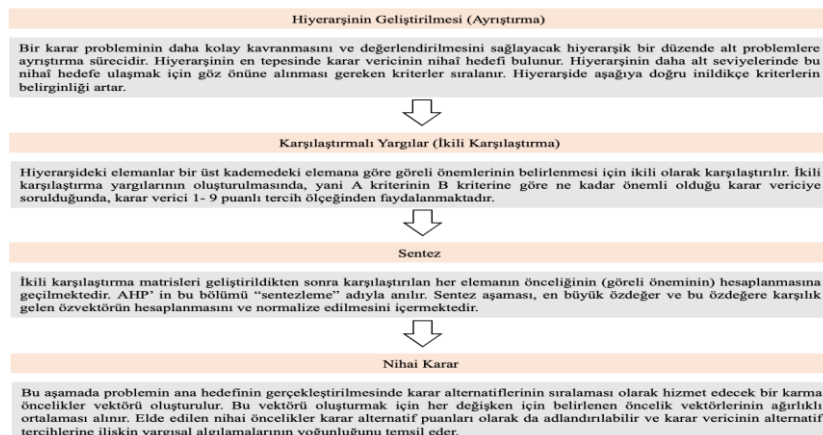 Hiyerarşinin Geliştirilmesi (Ayrıştırma)
Bir karar probleminin daha kolay kavranmasını ve değerlendirilmesini sağlayacak hiyerarşik bir düzende alt problemlere
ayrıştırma sürecidir. Hiyerarşinin en tepesinde karar vericinin nihaî hedefi bulunur. Hiyerarşinin daha alt seviyelerinde bu
nihaî hedefe ulaşmak için göz önüne alınması gereken kriterler sıralanır. Hiyerarşide aşağıya doğru inildikçe kriterlerin
belirginliği artar.
Karşılaştırmalı Yargılar (İkili Karşılaştırma)
Hiyerarşideki elemanlar bir üst kademedeki elemana göre göreli önemlerinin belirlenmesi için ikili olarak karşılaştırılır. İkili
karşılaştırma yargılarının oluşturulmasında, yani A kriterinin B kriterine göre ne kadar önemli olduğu karar vericiye
sorulduğunda, karar verici 1- 9 puanlı tercih ölçeğinden faydalanmaktadır.
Sentez
İkili karşılaştırma matrisleri geliştirildikten sonra karşılaştırılan her elemanın önceliğinin (göreli öneminin) hesaplanmasına
geçilmektedir. AHP' in bu bölümü “sentezleme” adıyla anılır. Sentez aşaması, en büyük özdeğer ve bu özdeğere karşılık
gelen özvektörün hesaplanmasını ve normalize edilmesini içermektedir.
Nihai Karar
Bu aşamada problemin ana hedefinin gerçekleştirilmesinde karar alternatiflerinin sıralaması olarak hizmet edecek bir karma
öncelikler vektörü oluşturulur. Bu vektörü oluşturmak için her değişken için belirlenen öncelik vektörlerinin ağırlıklı
ortalaması alınır. Elde edilen nihai öncelikler karar alternatif puanları olarak da adlandırılabilir ve karar vericinin alternatif
tercihlerine ilişkin yargısal algılamalarının yoğunluğunu temsil eder.